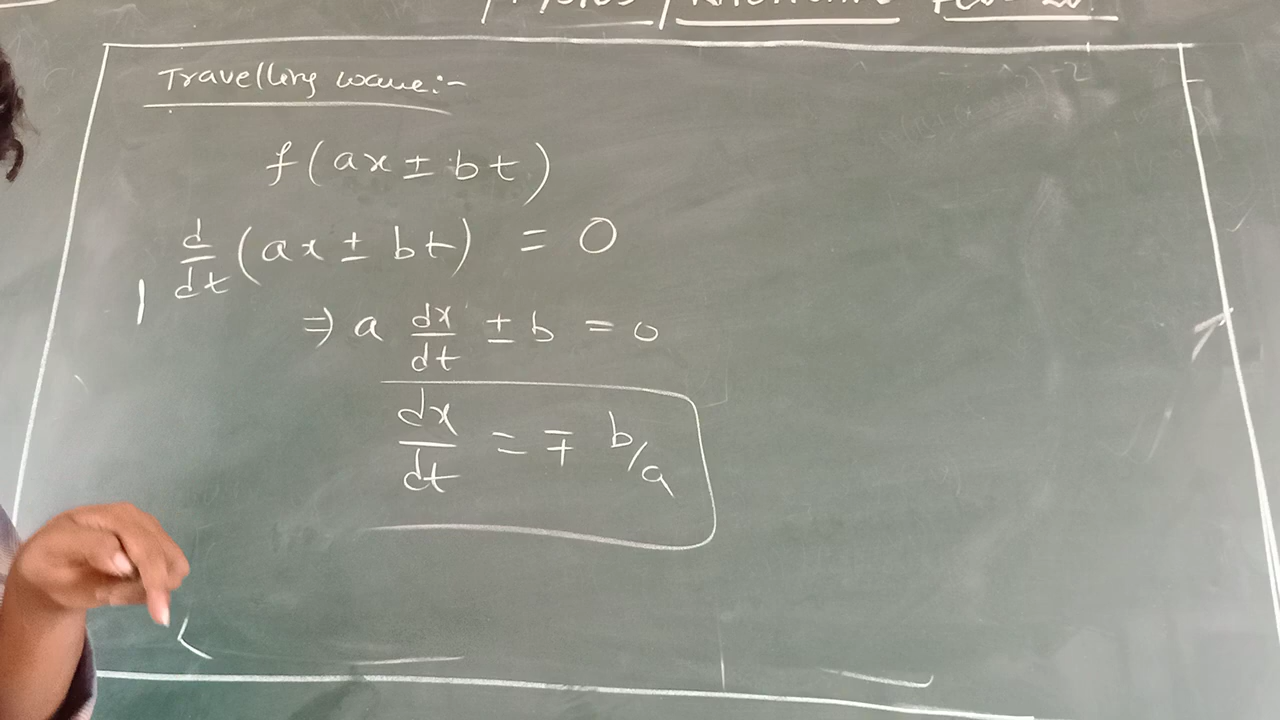 Travelling wave:-
f(ax ± bt)
d/dt (ax ± bt) = 0
⇒ a dx/dt ± b = 0
dx/dt = ∓ b/a